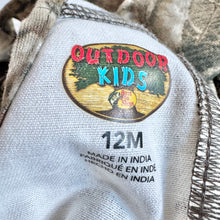 OUTDOOR
KIDS
12M
MADE IN INDIA
FABRIQUÉ EN INDE
HECHO EN INDIA